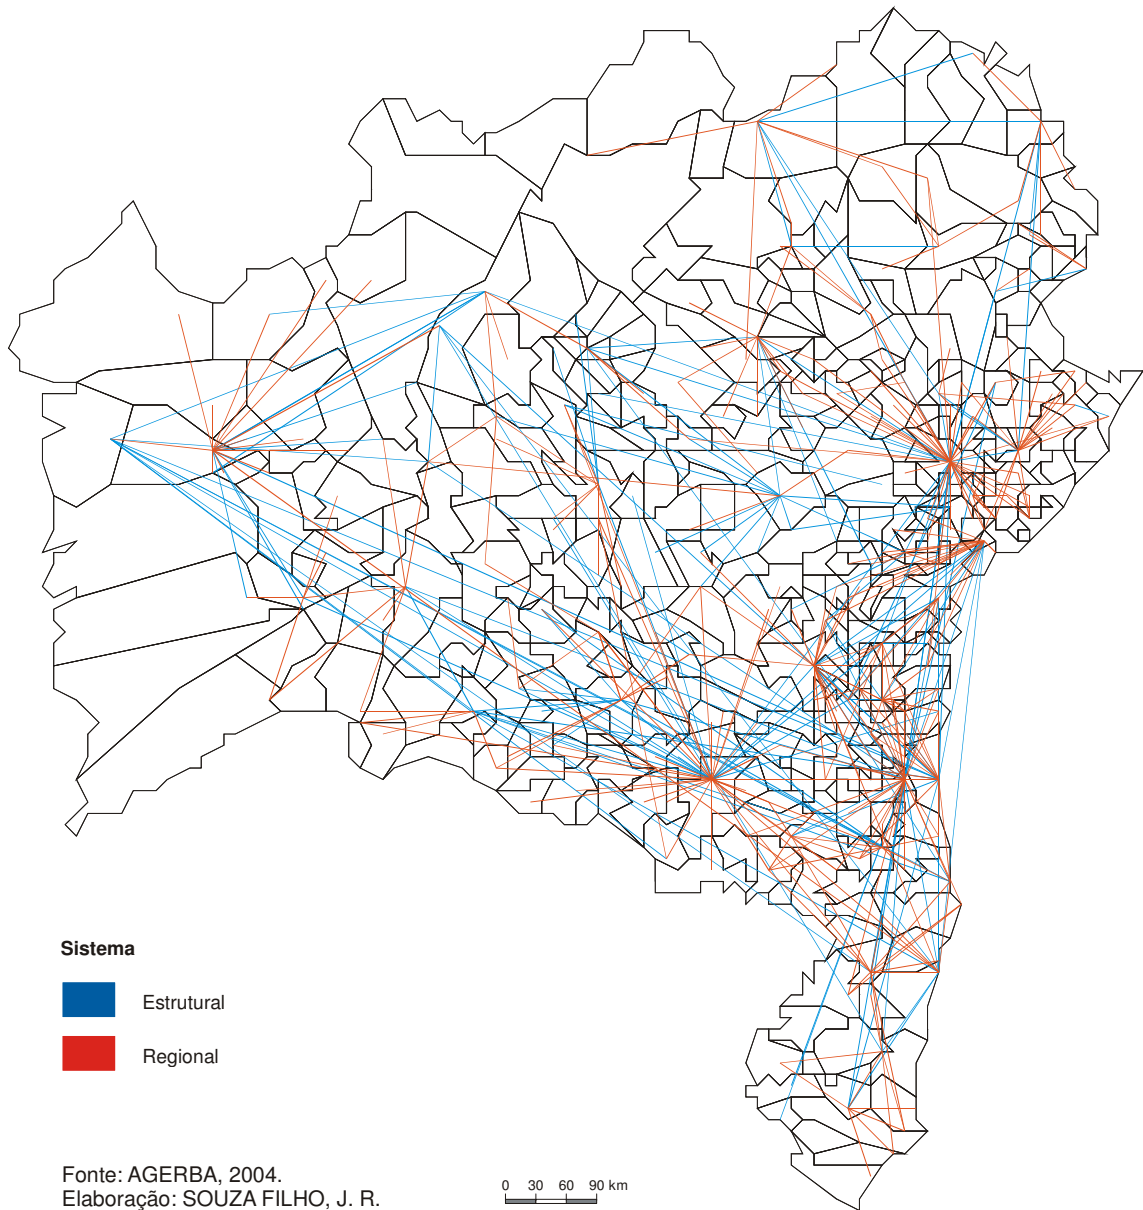 Sistema
Estrutural
Regional
Fonte: AGERBA, 2004.
Elaboração: SOUZA FILHO, J. R.
0 30 60 90 km